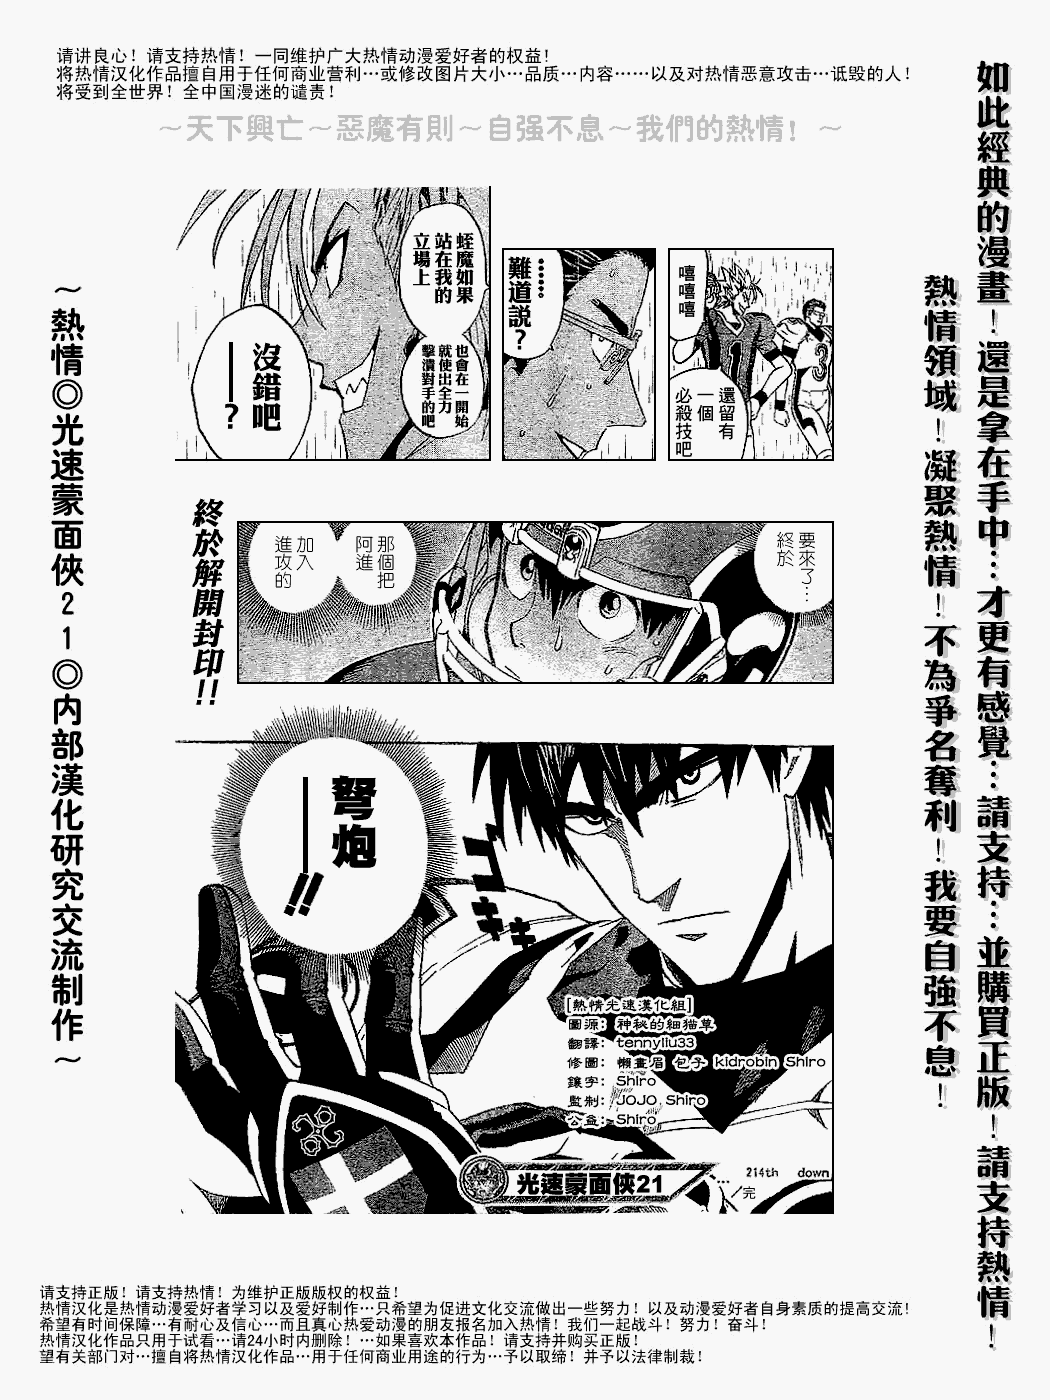 请讲良心！请支持热情！一同维护广大热情动漫爱好者的权益！
将热情汉化作品擅自用于任何商业营利…或修改图片大小…品质…内容……以及对热情恶意攻击…诋毁的人！
将受到全世界！全中国漫迷的谴责！
～天下興亡～惡魔有則～自强不息～我們的熱情！～
如此經典的漫畫！還是拿在手中…才更有感覺…請支持…並購買正版！請支持熱情！
熱情領域！凝聚熱情！不為爭名奪利！我要自強不息！
嘻嘻嘻
還留有
一個
必殺技吧
……
難道説？
蛭魔如果
站在我的
立場上
也會在一開始
就使出全力
擊潰對手的吧
沒錯吧
——？
要來了…
終於
那個把
阿進
加入
進攻的
終於解開封印!!
弩炮
——!!
ゴゴゴ
[熱情光速漢化組]
圖源：神秘的細猫草
翻譯：tennyliu33
修圖：懶畫眉 包子 kidrobin Shiro
鑲字：Shiro
監制：JOJO Shiro
公益：Shiro
光速蒙面俠21
214th down
…／完
～熱情◎光速蒙面俠21◎内部漢化研究交流制作～
请支持正版！请支持热情！为维护正版版权的权益！
热情汉化是热情动漫爱好者学习以及爱好制作…只希望为促进文化交流做出一些努力！以及动漫爱好者自身素质的提高交流！
希望有时间保障…有耐心及信心…而且真心热爱动漫的朋友报名加入热情！我们一起战斗！努力！奋斗！
热情汉化作品只用于试看…请24小时内删除！…如果喜欢本作品！请支持并购买正版！
望有关部门对…擅自将热情汉化作品…用于任何商业用途的行为…予以取缔！并予以法律制裁！